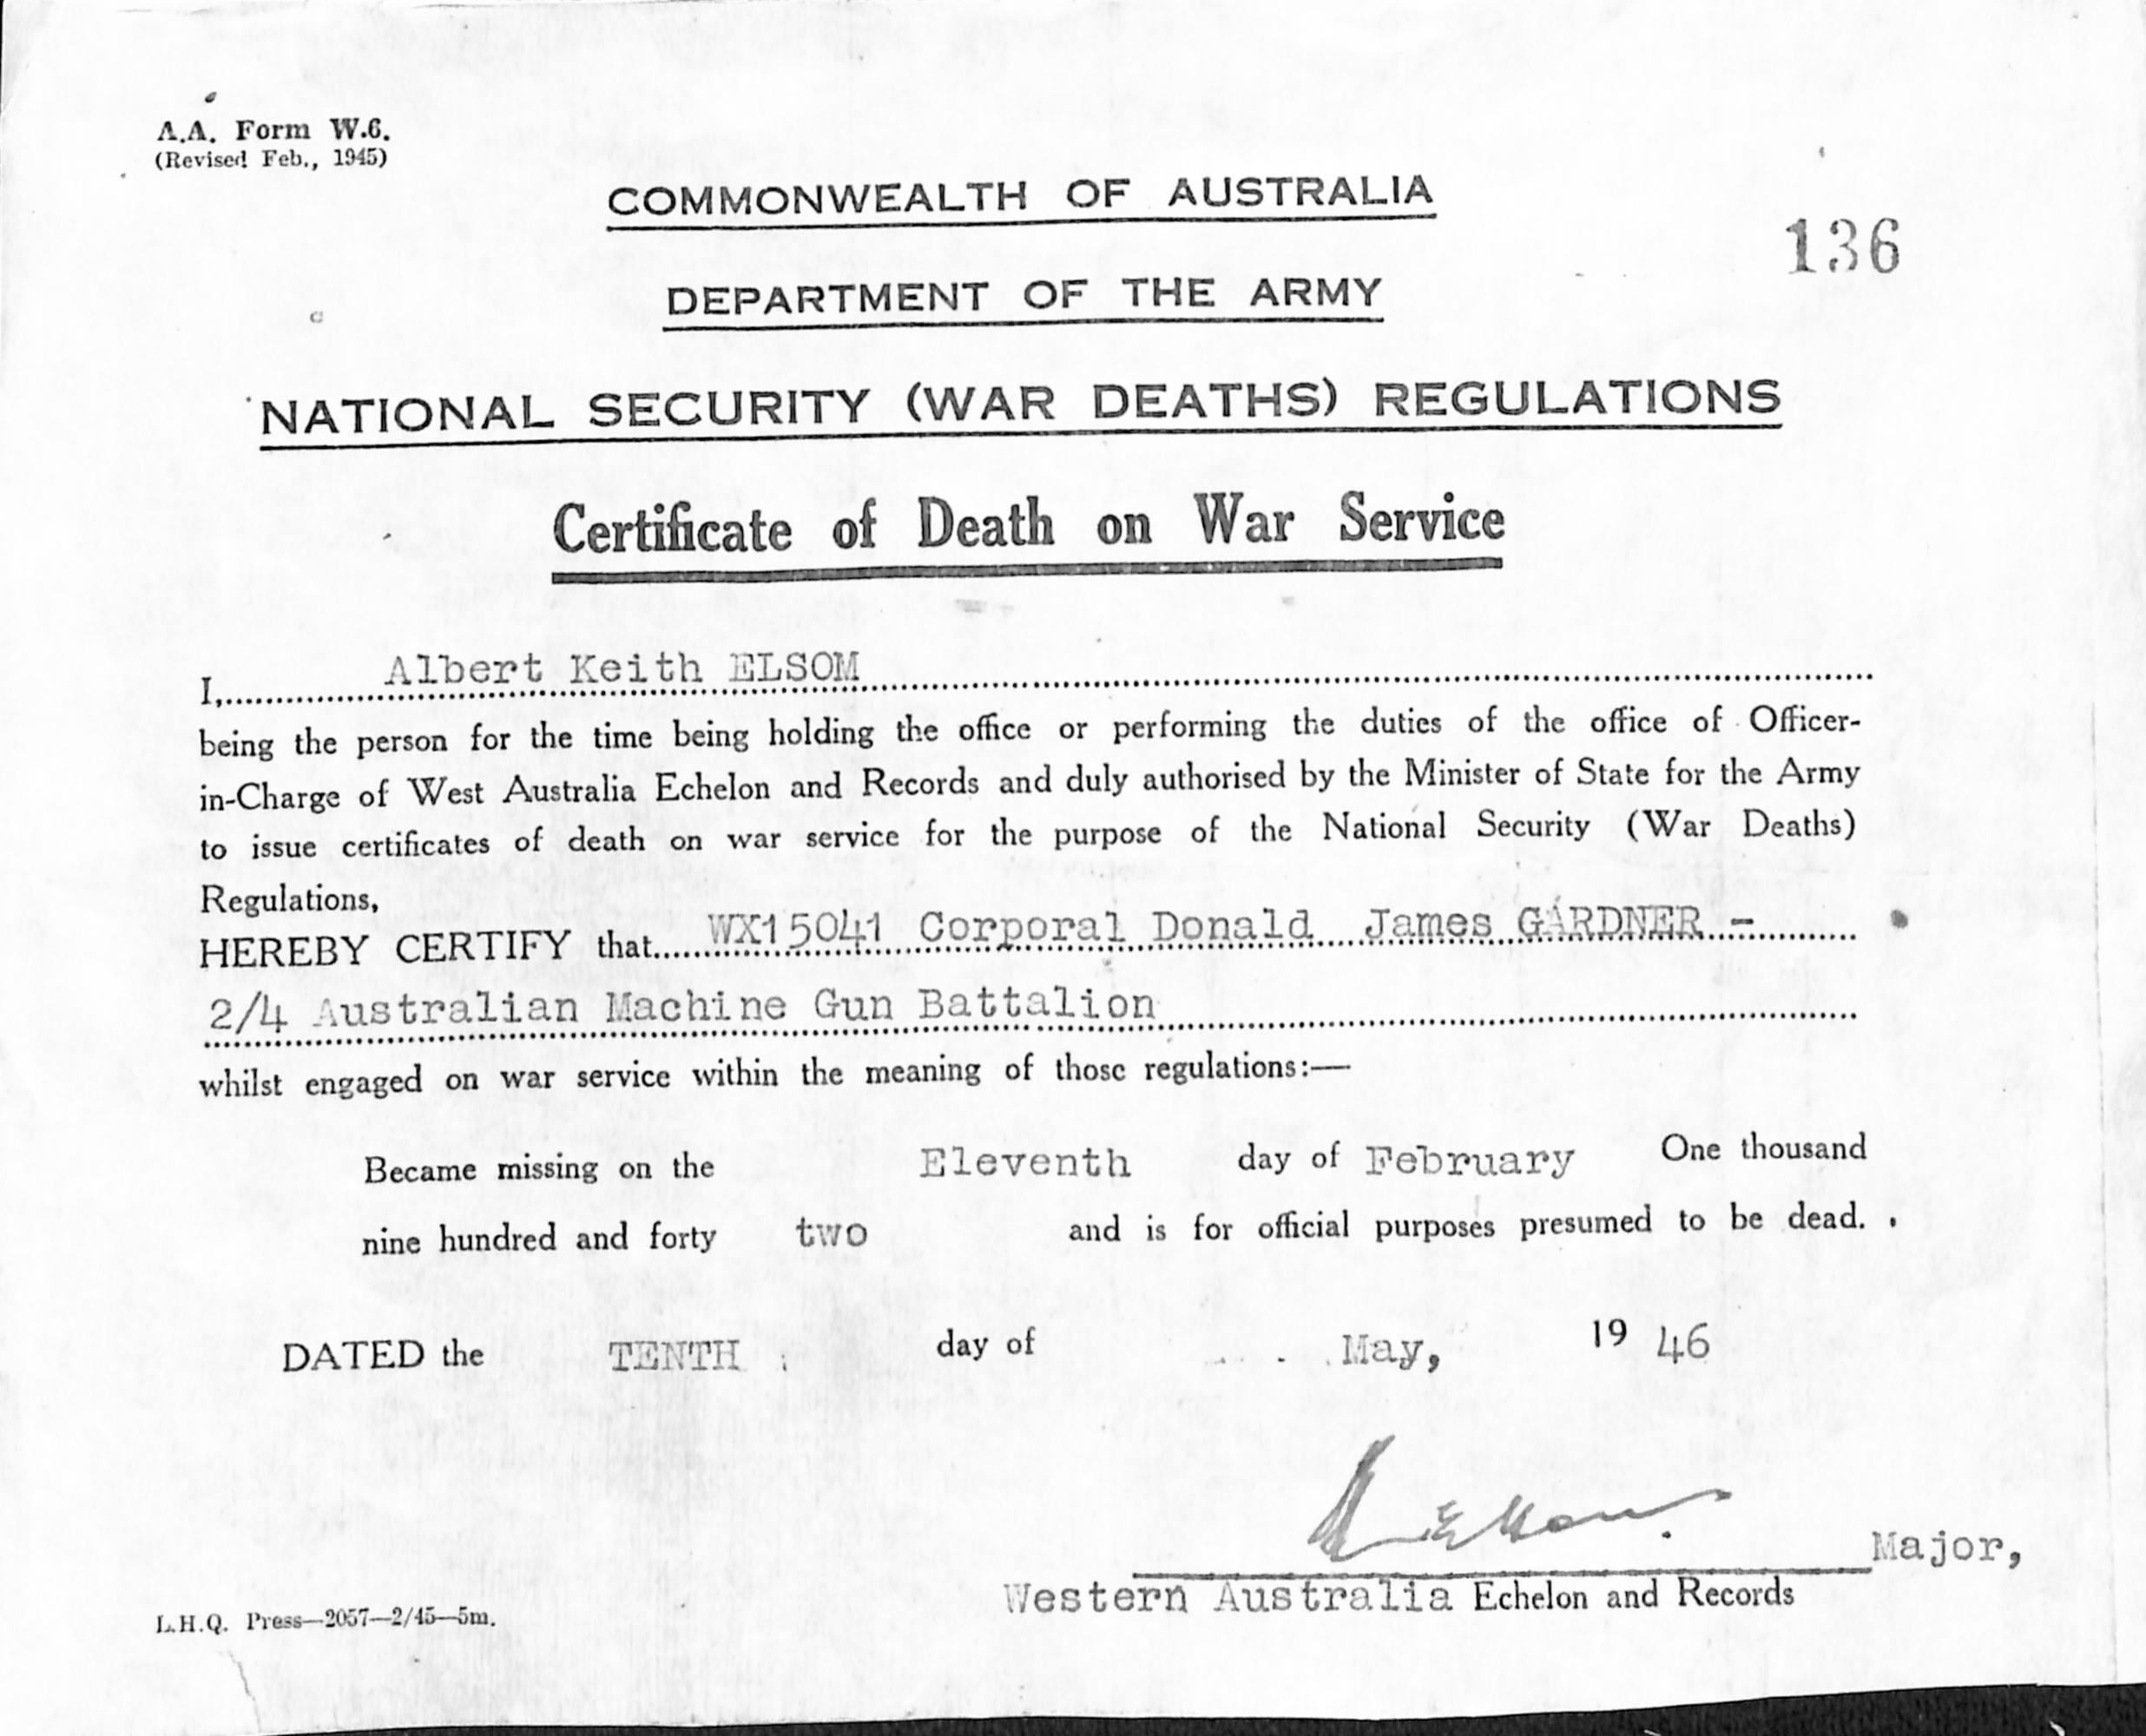 A.A. Form W.6.
(Revised Feb., 1945)
COMMONWEALTH OF AUSTRALIA
136
DEPARTMENT OF THE ARMY
NATIONAL SECURITY (WAR DEATHS) REGULATIONS
Certificate of Death on War Service
I, Albert Keith ELSOM
being the person for the time being holding the office or performing the duties of the office of Officer-
in-Charge of West Australia Echelon and Records and duly authorised by the Minister of State for the Army
to issue certificates of death on war service for the purpose of the National Security (War Deaths)
Regulations,
HEREBY CERTIFY that WX15041 Corporal Donald James GARDNER -
2/4 Australian Machine Gun Battalion
whilst engaged on war service within the meaning of those regulations:—
Became missing on the Eleventh day of February One thousand
nine hundred and forty two and is for official purposes presumed to be dead.
DATED the TENTH day of May, 19 46
Major,
Western Australia Echelon and Records
L.H.Q. Press—2057—2/45—5m.